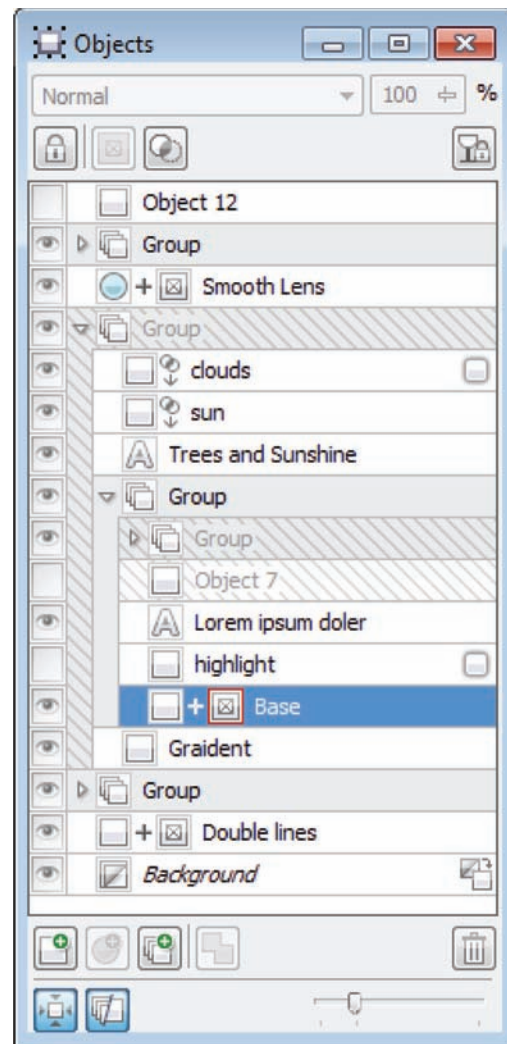 Objects
Normal 100 %
Object 12
Group
Smooth Lens
Group
clouds
sun
Trees and Sunshine
Group
Group
Object 7
Lorem ipsum doler
highlight
Base
Graident
Group
Double lines
Background